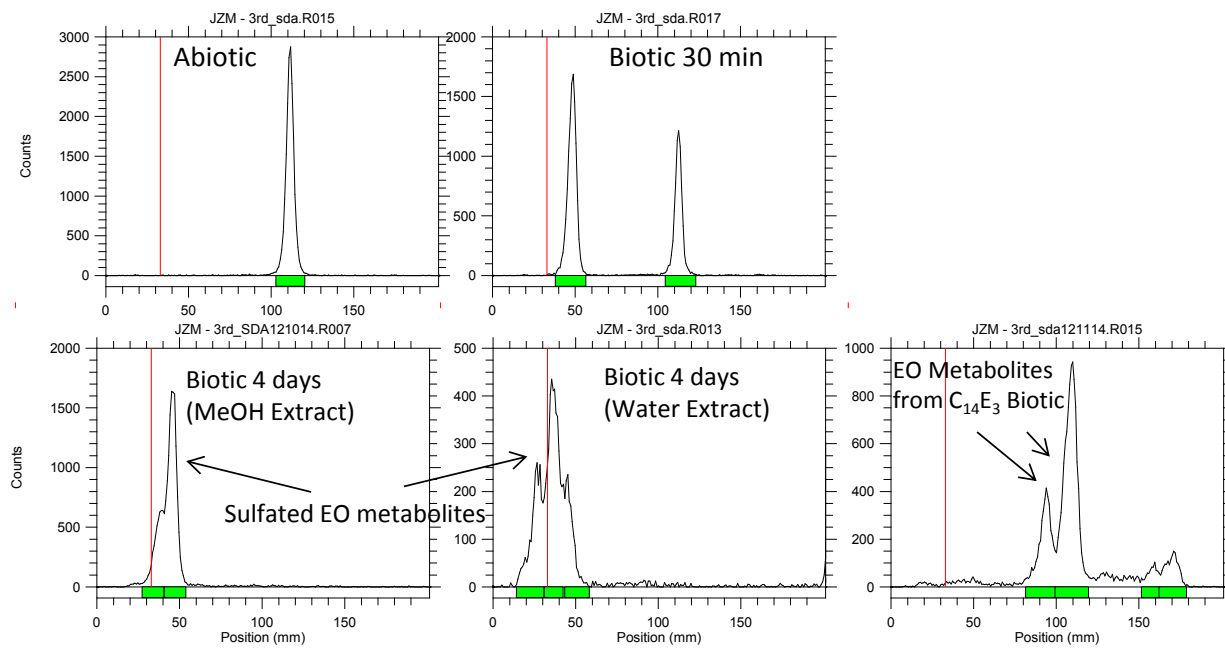 JZM - 3rd_sda.R015
3000
2500
2000
1500
1000
500
0
Counts
Abiotic
0 50 100 150
JZM - 3rd_sda.R017
2000
1500
1000
500
0
Biotic 30 min
0 50 100 150
JZM - 3rd_SDA121014.R007
2000
1500
1000
500
0
Counts
Biotic 4 days
(MeOH Extract)
0 50 100 150
Position (mm)
JZM - 3rd_sda.R013
500
400
300
200
100
0
Biotic 4 days
(Water Extract)
Sulfated EO metabolites
0 50 100 150
Position (mm)
JZM - 3rd_sda121114.R015
1000
800
600
400
200
0
EO Metabolites
from C₁₄E₃ Biotic
0 50 100 150
Position (mm)